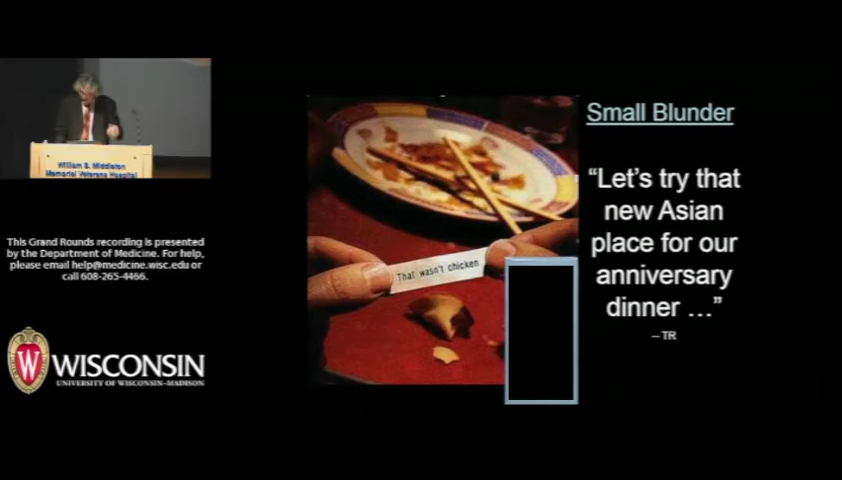 William S. Middleton
Memorial Veterans Hospital
This Grand Rounds recording is presented
by the Department of Medicine. For help,
please email help@medicine.wisc.edu or
call 608-265-4466.
W
WISCONSIN
UNIVERSITY OF WISCONSIN–MADISON
That wasn't chicken
Small Blunder
“Let’s try that
new Asian
place for our
anniversary
dinner …”
– TR